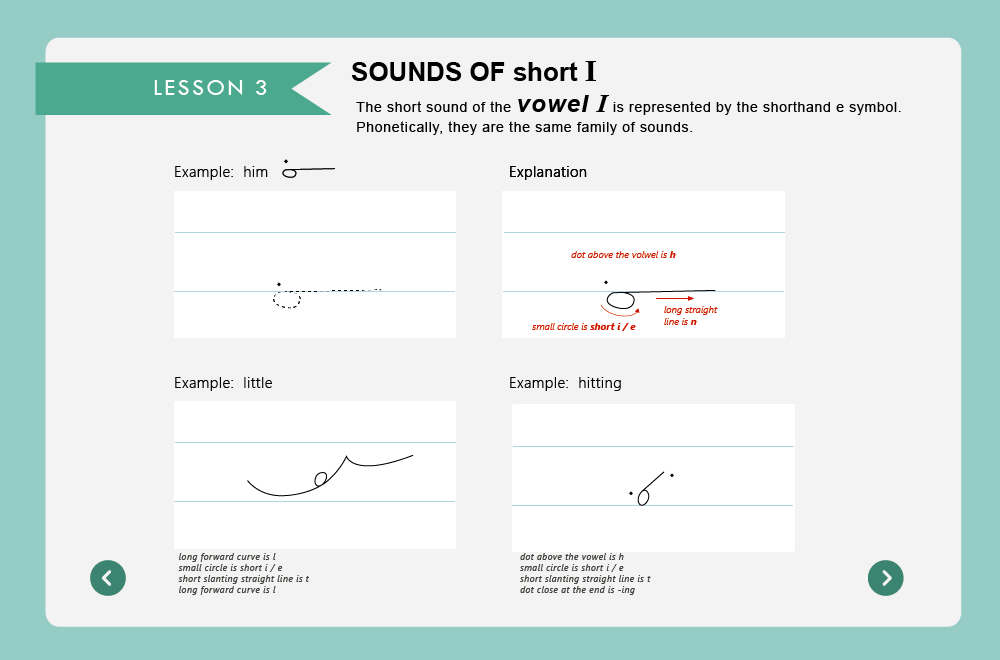 LESSON 3
SOUNDS OF short I
The short sound of the vowel I is represented by the shorthand e symbol.
Phonetically, they are the same family of sounds.
Example: him
Explanation
dot above the volwel is h
long straight
line is n
small circle is short i / e
Example: little
Example: hitting
long forward curve is l
small circle is short i / e
short slanting straight line is t
long forward curve is l
dot above the vowel is h
small circle is short i / e
short slanting straight line is t
dot close at the end is -ing